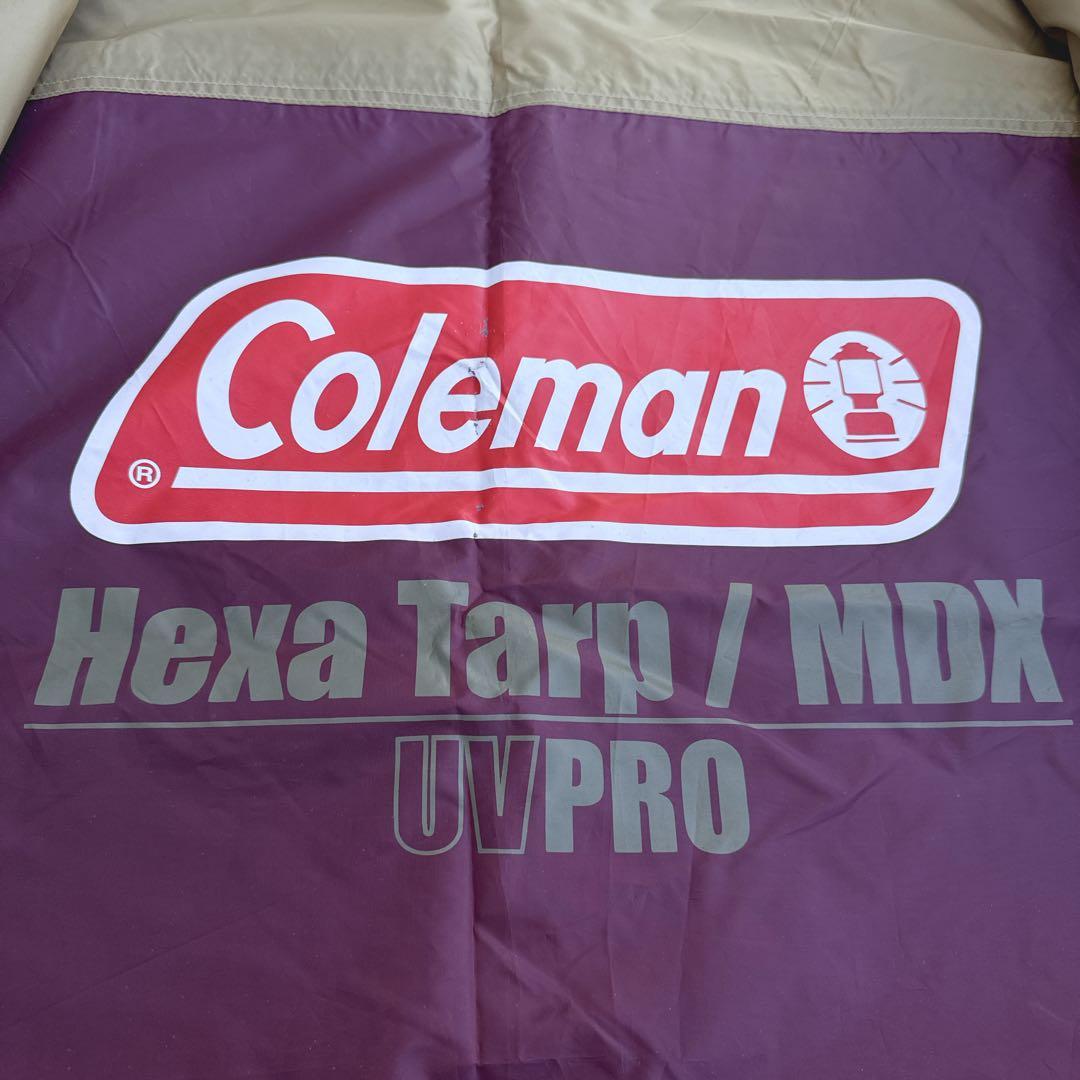 Coleman
®
Hexa Tarp / MDX
UVPRO